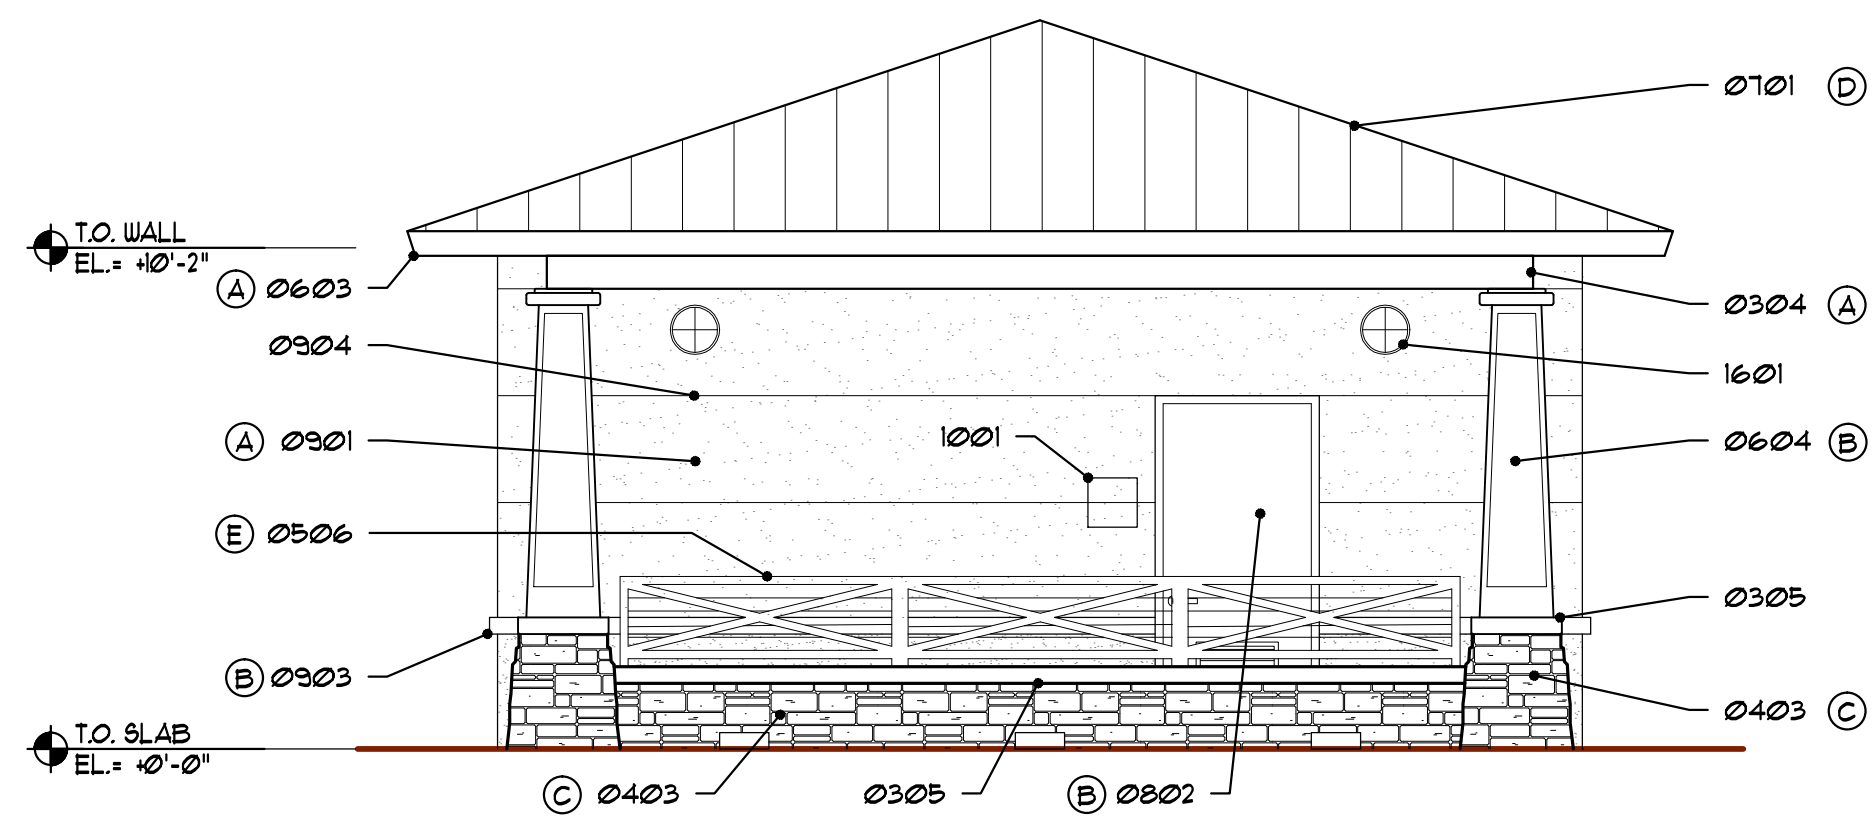 0701 D
T.O. WALL
EL.= +10'-2"
A 0603
0304 A
0904
1601
A 0901
1001
0604 B
E 0506
0305
B 0903
0403 C
T.O. SLAB
EL.= +0'-0"
C 0403
0305
B 0802